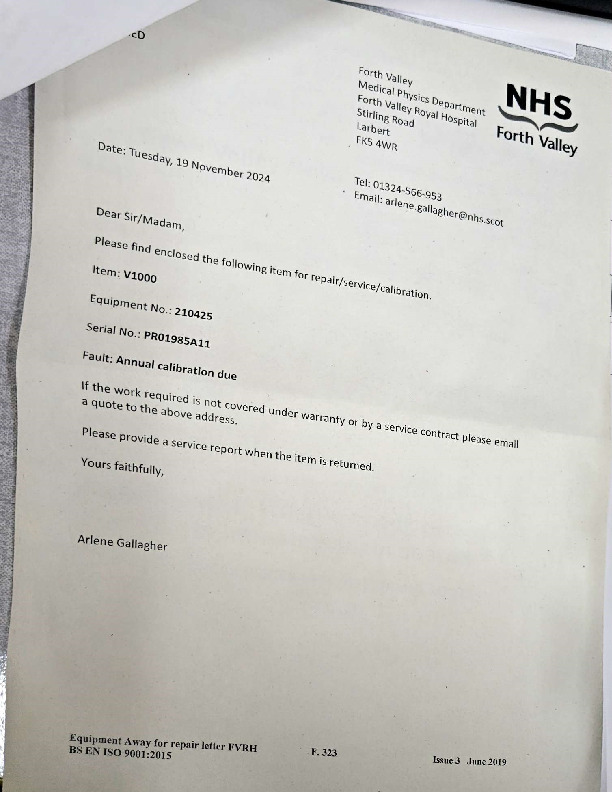 cD
Forth Valley
Medical Physics Department
Forth Valley Royal Hospital
Stirling Road
Larbert
FK5 4WR
NHS
Forth Valley
Date: Tuesday, 19 November 2024
Tel: 01324-566-953
Email: arlene.gallagher@nhs.scot
Dear Sir/Madam,
Please find enclosed the following item for repair/service/calibration.
Item: V1000
Equipment No.: 210425
Serial No.: PR01985A11
Fault: Annual calibration due
If the work required is not covered under warranty or by a service contract please email
a quote to the above address.
Please provide a service report when the item is returned.
Yours faithfully,
Arlene Gallagher
Equipment Away for repair letter FVRH
BS EN ISO 9001:2015
F. 323
Issue 3 June 2019